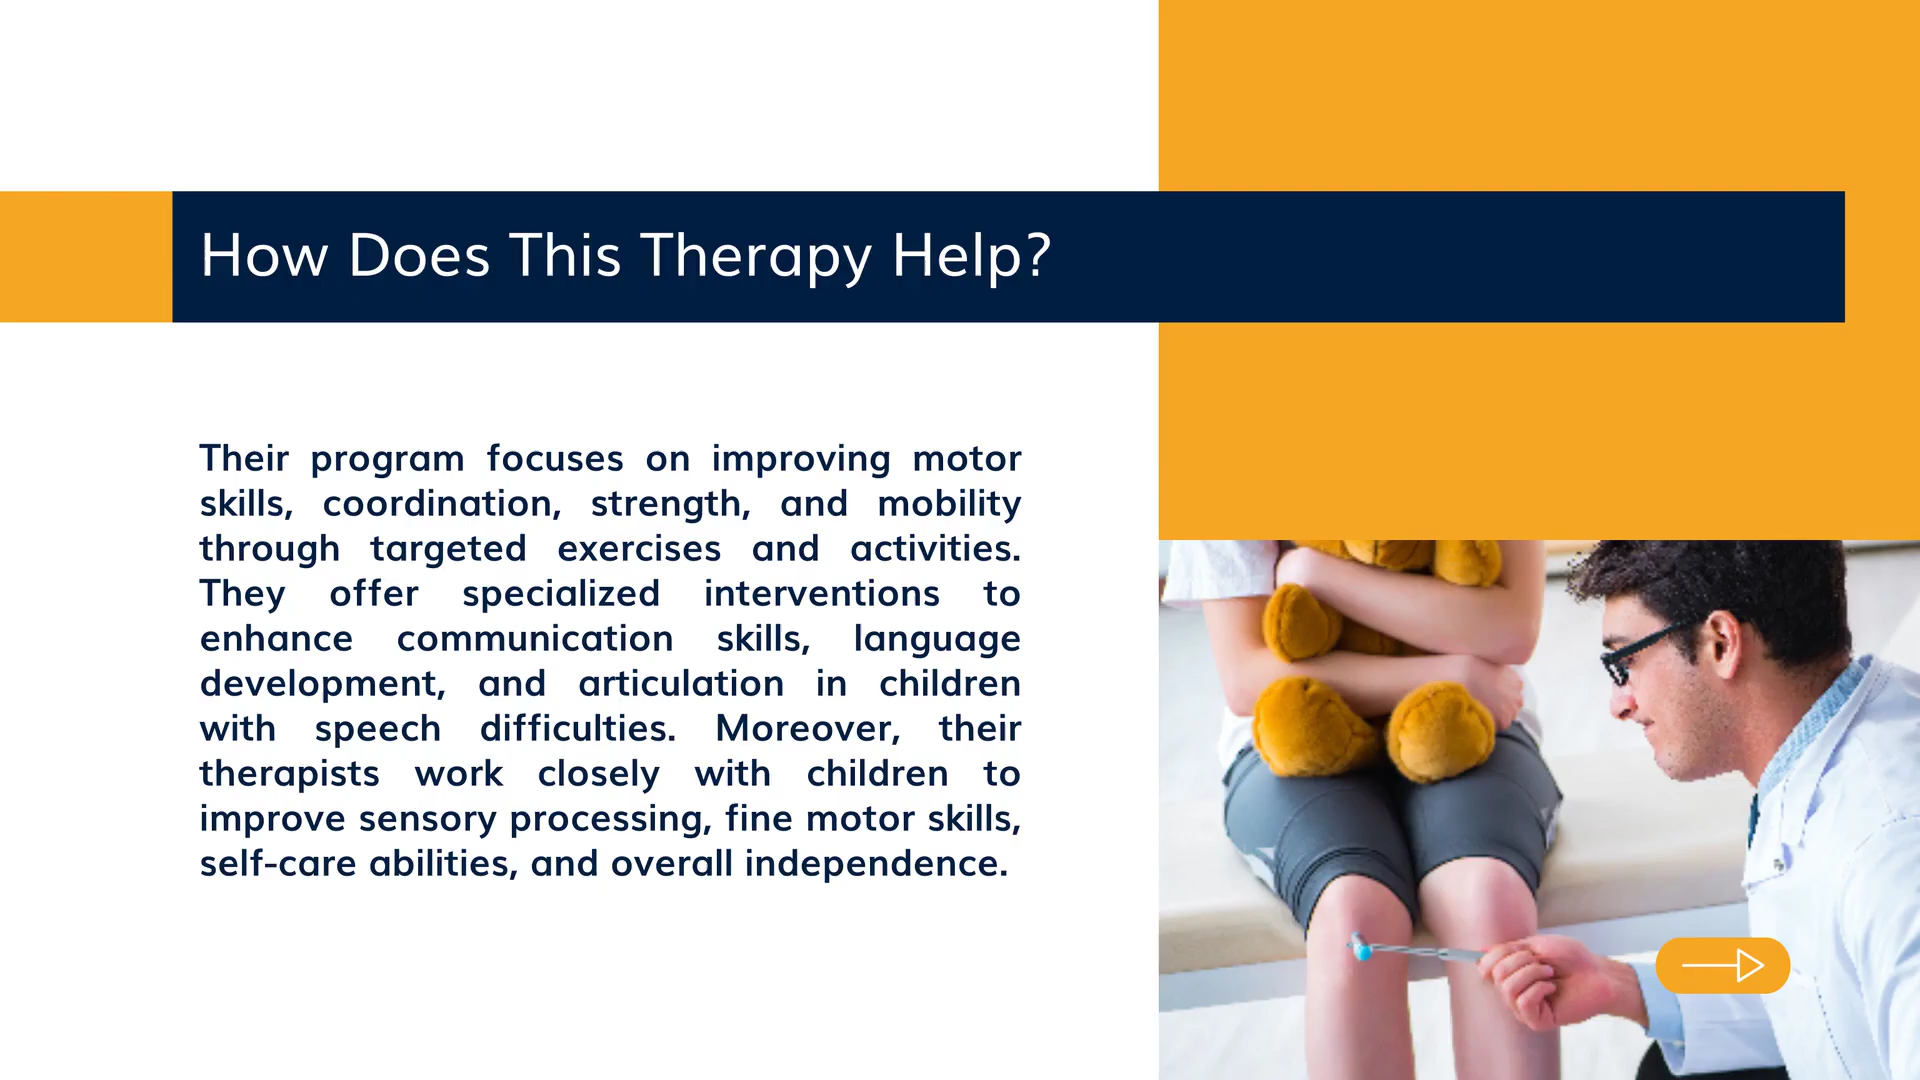 How Does This Therapy Help?
Their program focuses on improving motor
skills, coordination, strength, and mobility
through targeted exercises and activities.
They offer specialized interventions to
enhance communication skills, language
development, and articulation in children
with speech difficulties. Moreover, their
therapists work closely with children to
improve sensory processing, fine motor skills,
self-care abilities, and overall independence.